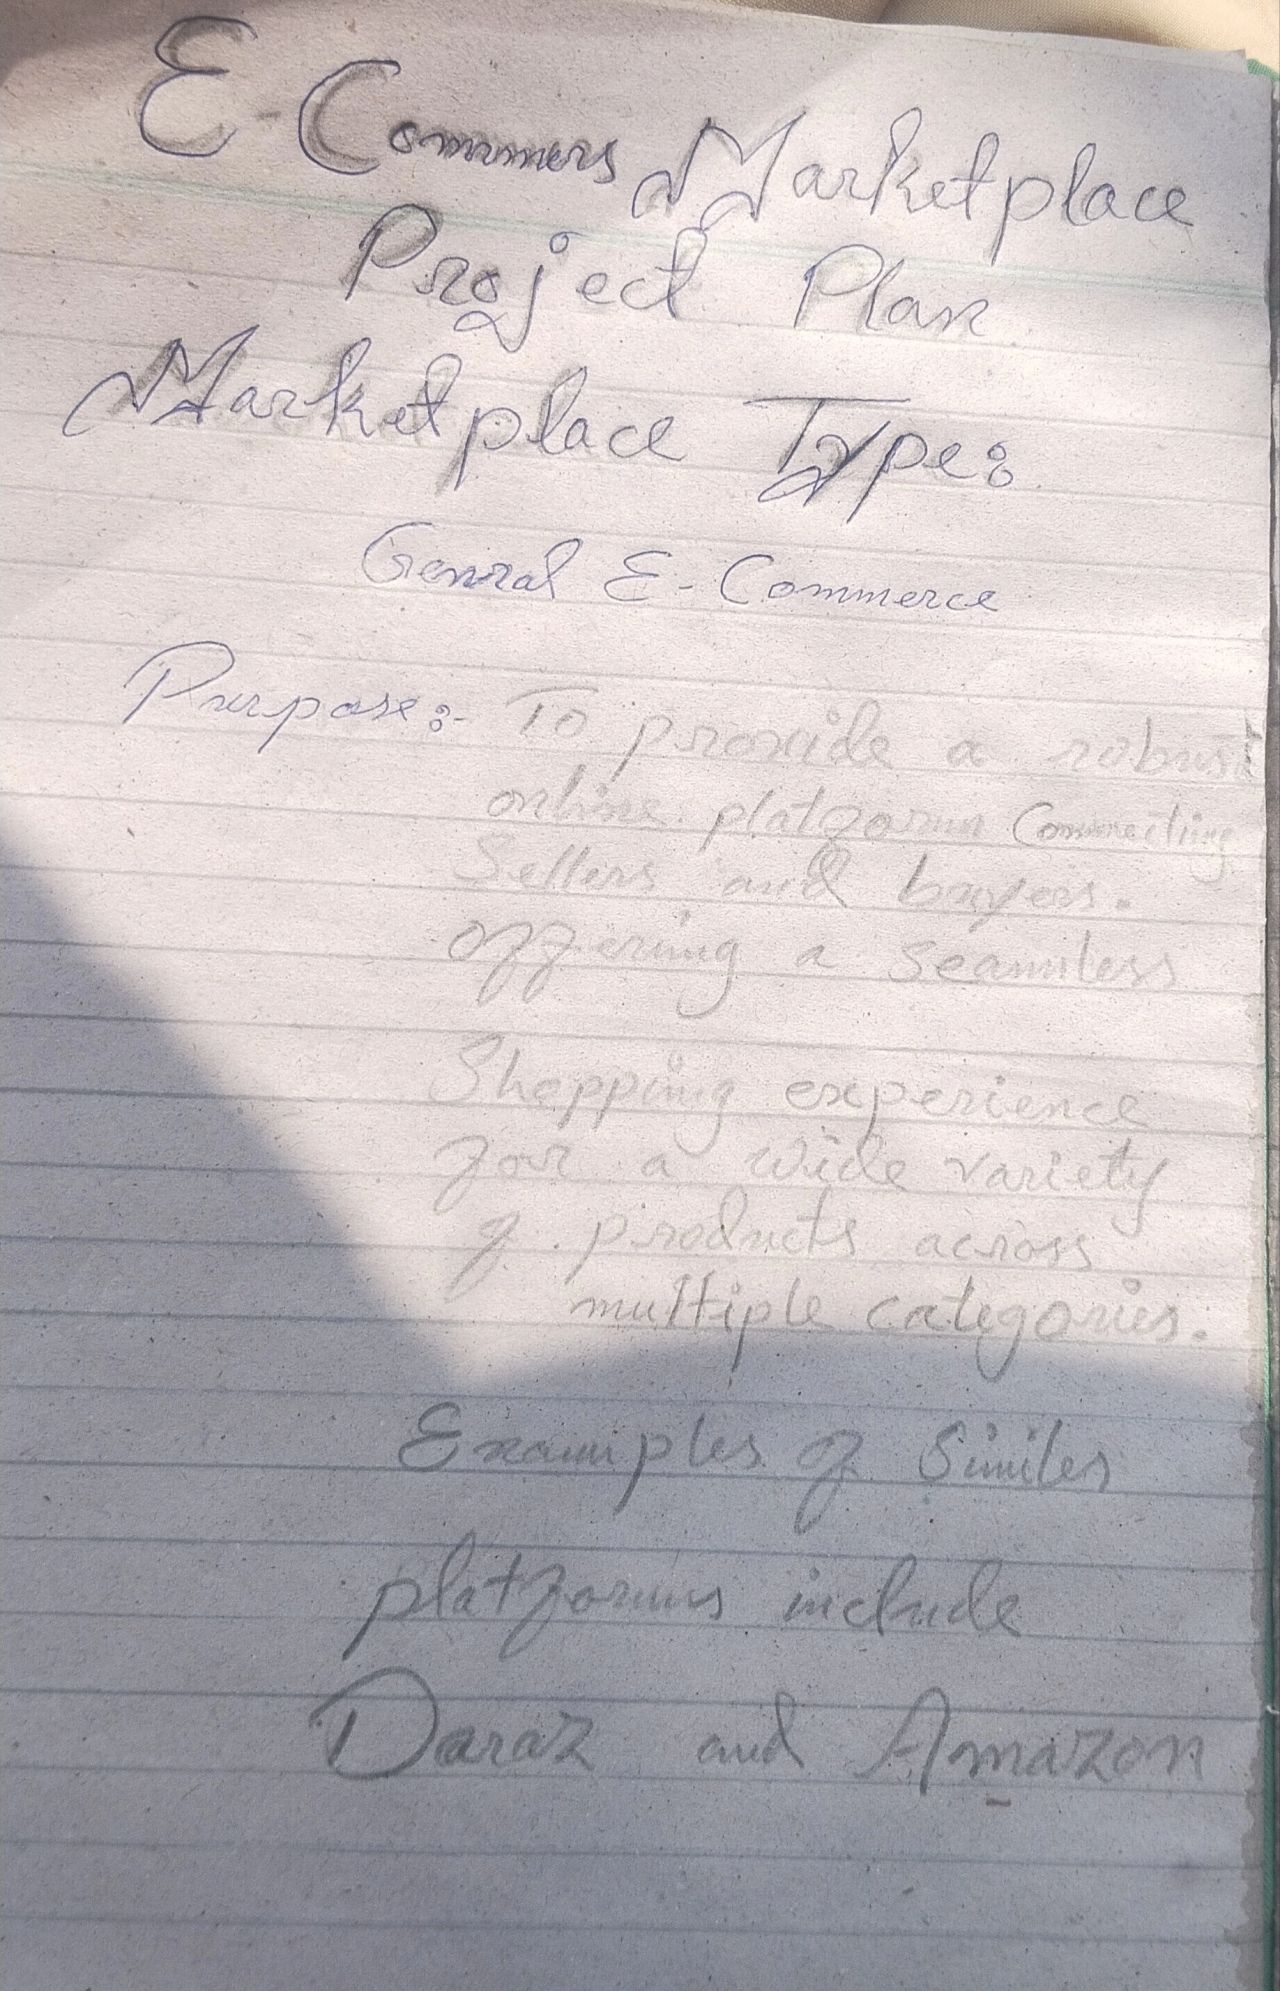 E-Commers Marketplace
Project Plan
Marketplace Type:
General E-Commerce
Purpose:- To provide a robust
online platform Connecting
Sellers and buyers.
offering a seamless
Shopping experience
for a wide variety
of products across
multiple categories.
Examples of Similer
platforms include
Daraz and Amazon